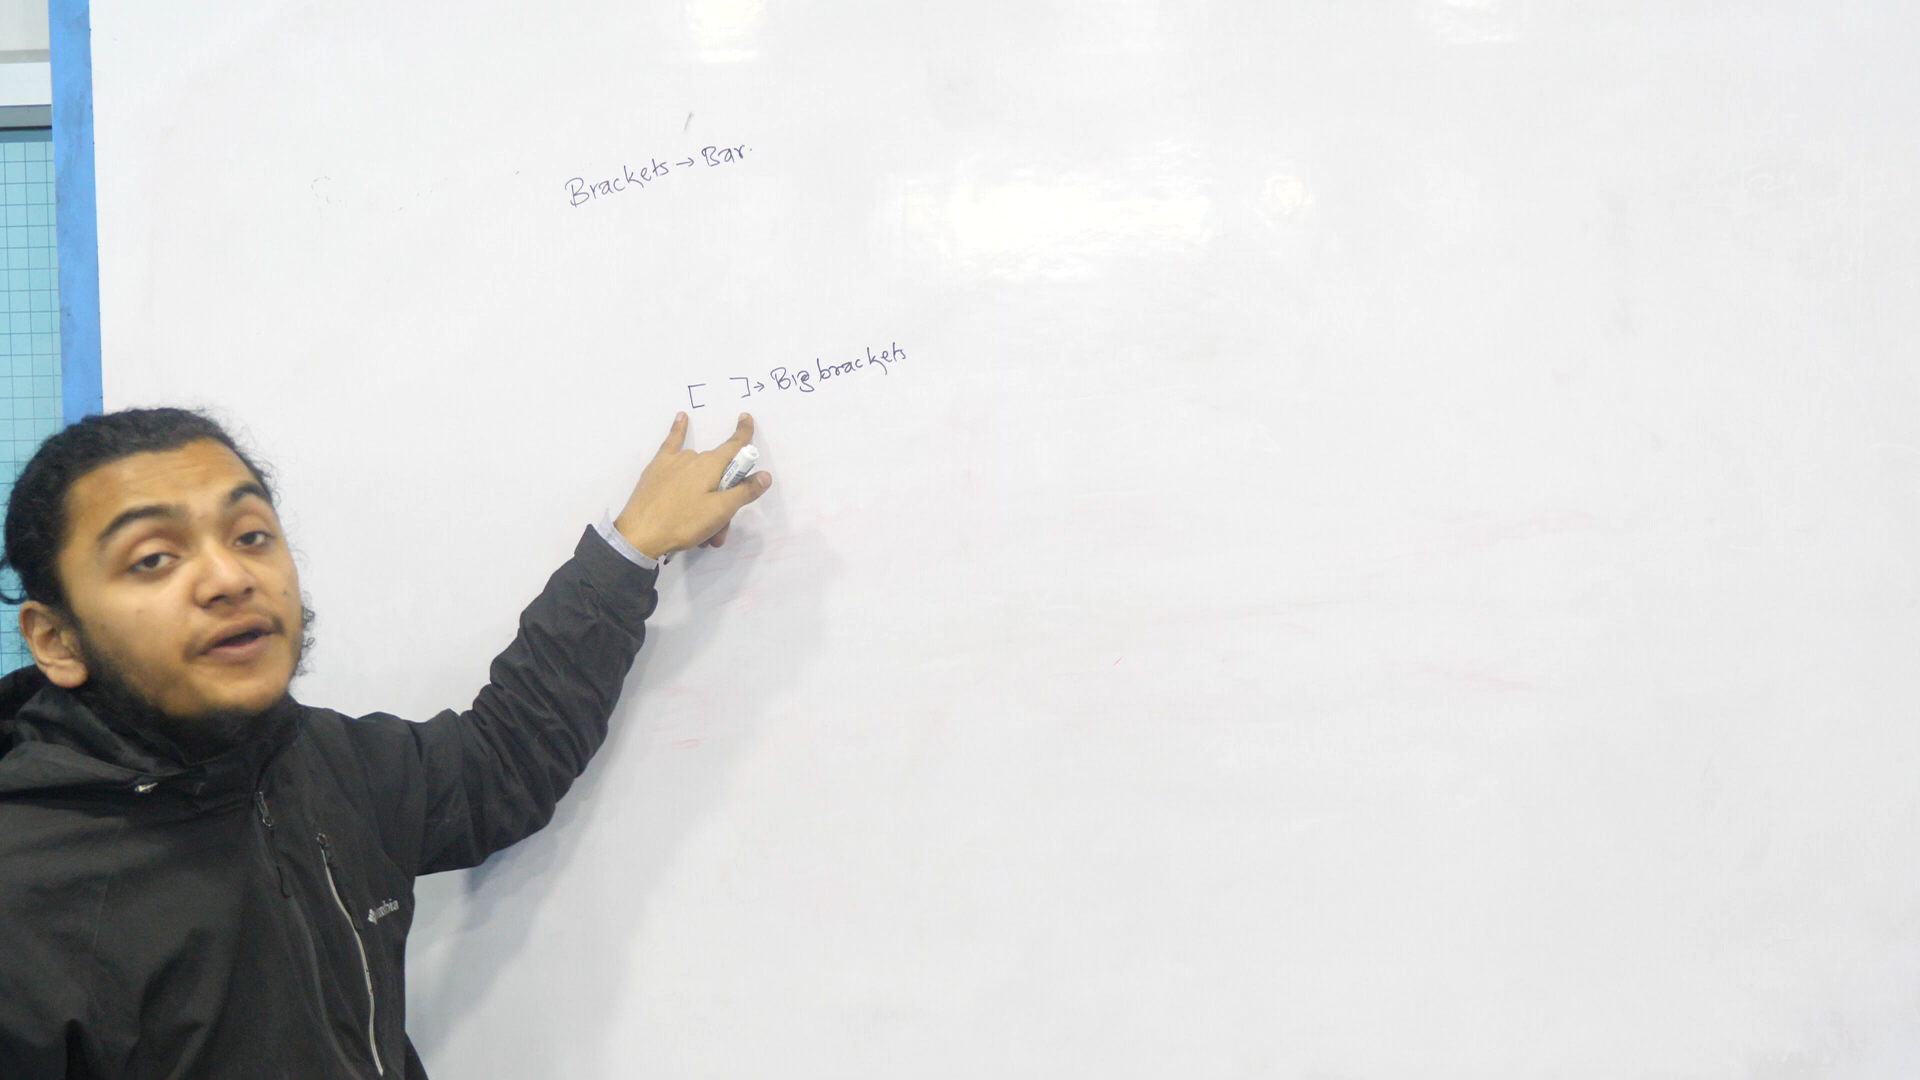 Brackets → Bar.
[ ] → Big brackets